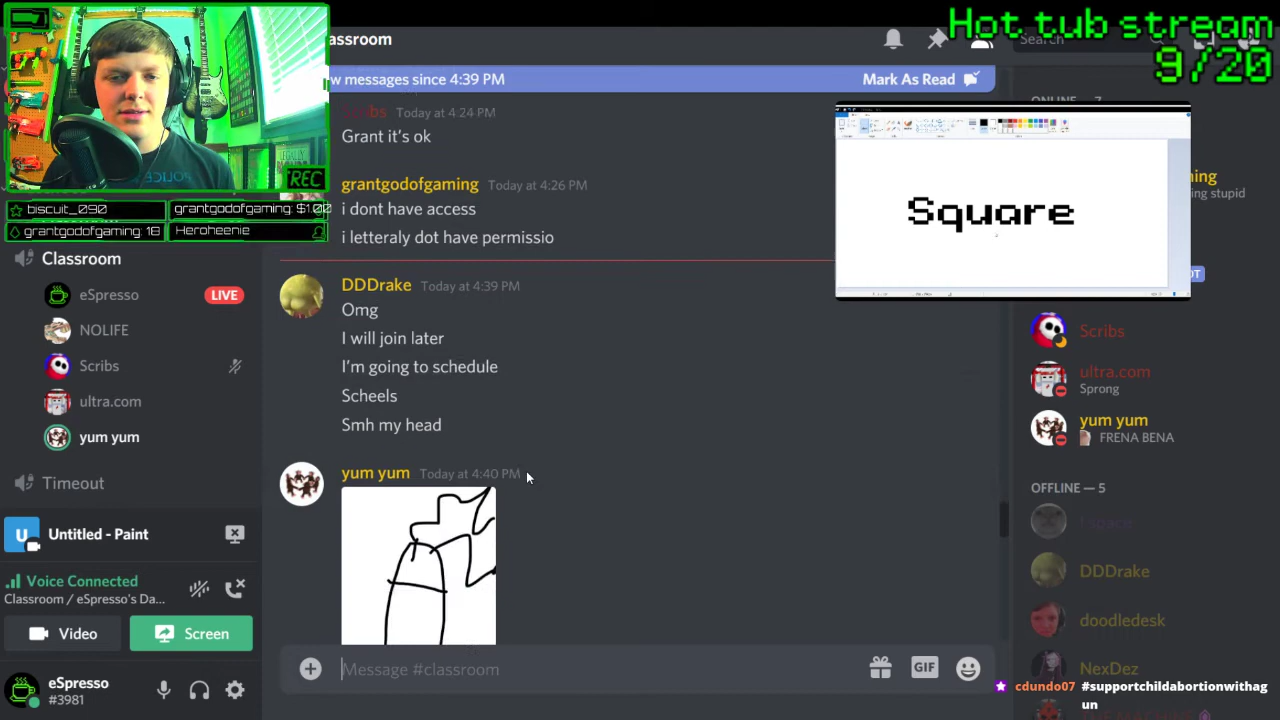 Hot tub stream
9/20
REC
biscuit_090
grantgodofgaming: $1.00
grantgodofgaming: 18
Heroheenie
assroom
Search
w messages since 4:39 PM
Mark As Read
Today at 4:24 PM
Grant it's ok
grantgodofgaming Today at 4:26 PM
i dont have access
i letteraly dot have permissio
DDDrake Today at 4:39 PM
Omg
I will join later
I'm going to schedule
Scheels
Smh my head
yum yum Today at 4:40 PM
Message #classroom
GIF
Classroom
eSpresso
LIVE
NOLIFE
Scribs
ultra.com
yum yum
Timeout
Untitled - Paint
Voice Connected
Classroom / eSpresso's Da...
Video
Screen
eSpresso
#3981
Square
ming
ing stupid
Scribs
ultra.com
Sprong
yum yum
FRENA BENA
OFFLINE — 5
DDDrake
doodledesk
NexDez
cdundo07 #supportchildabortionwithag
un